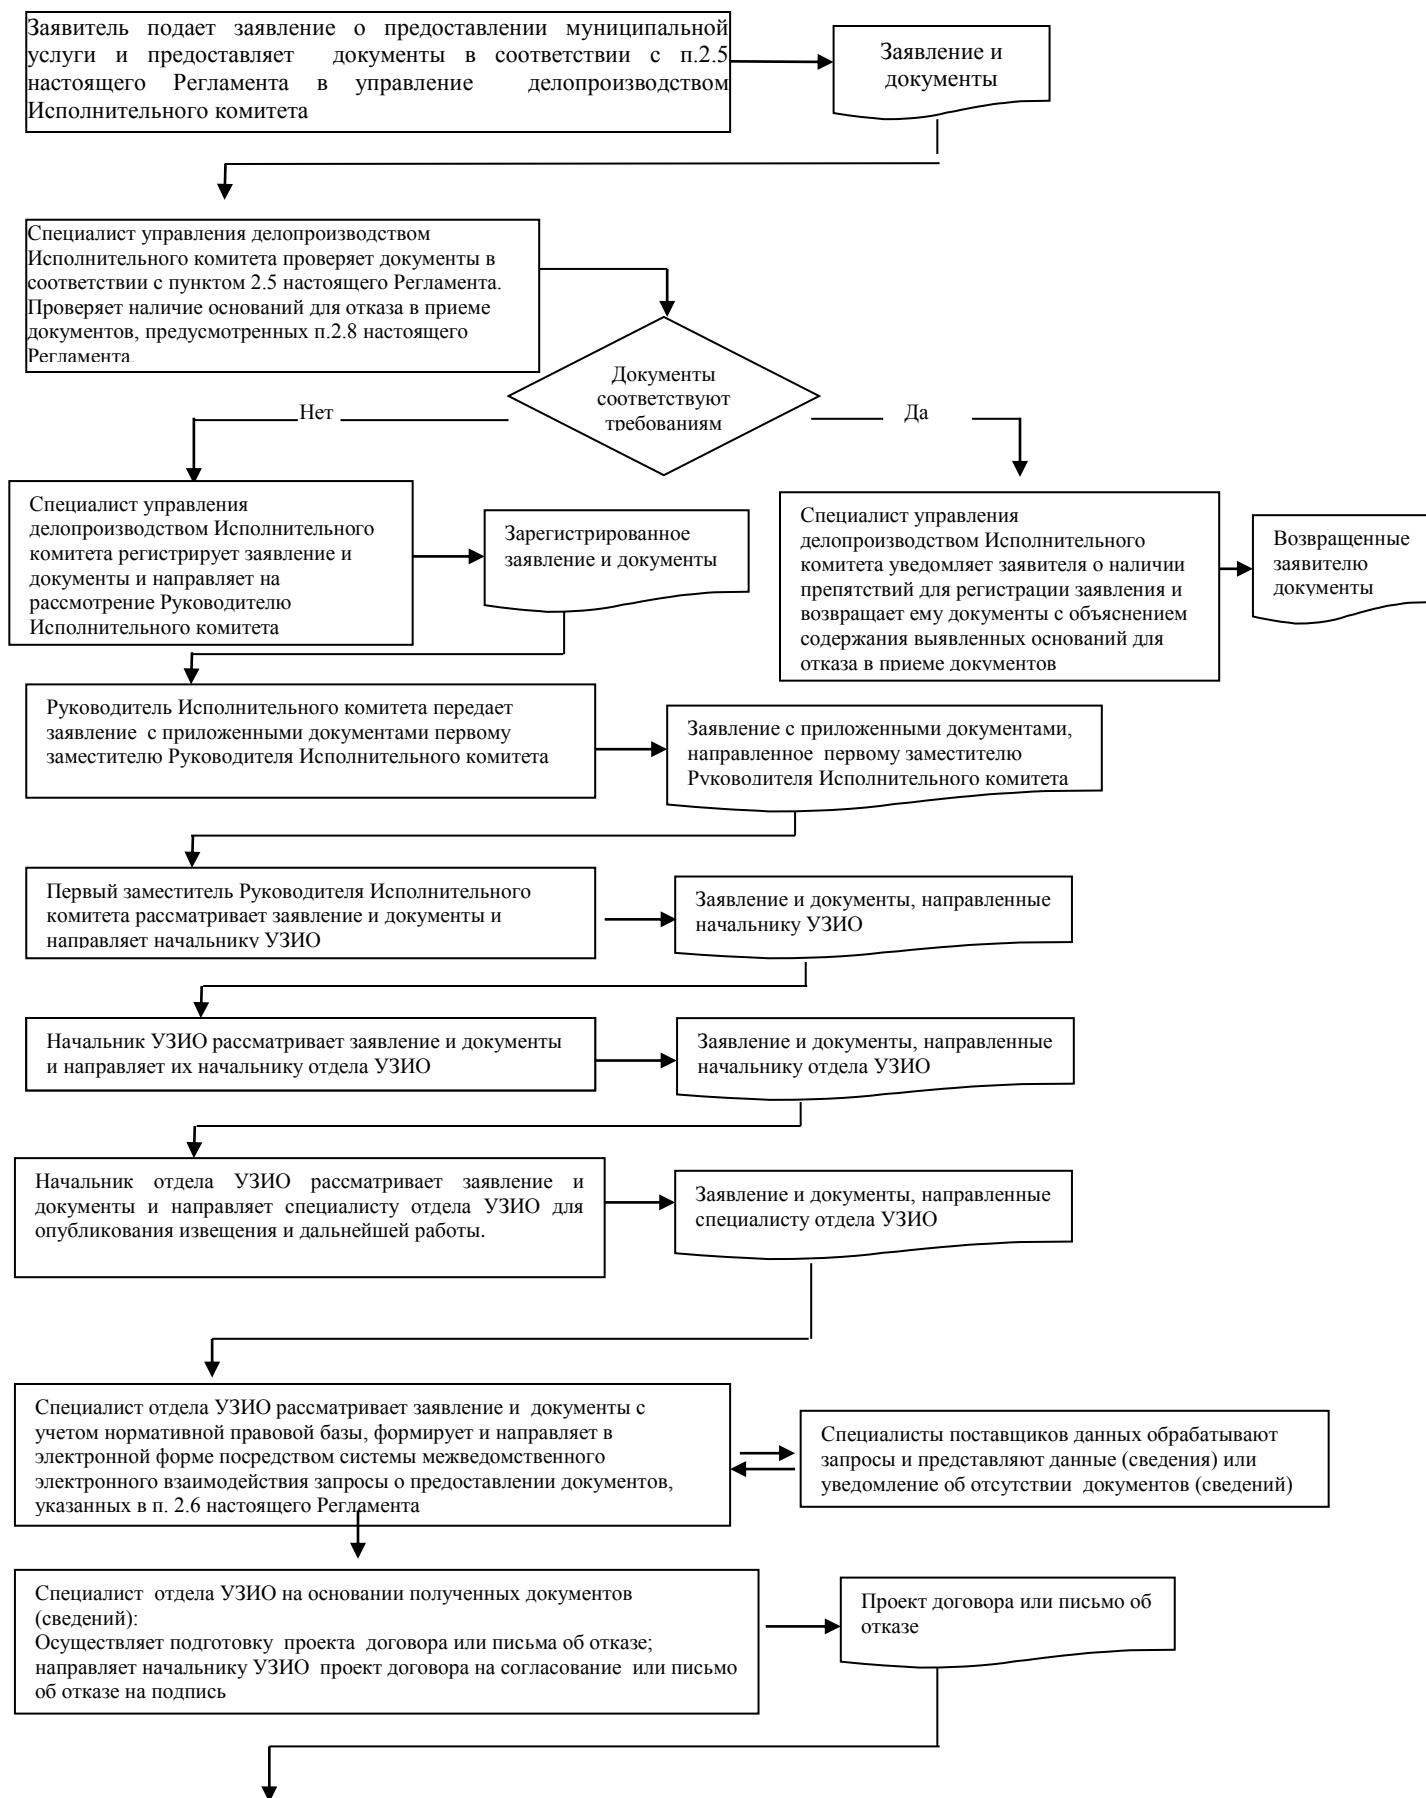 Заявитель подает заявление о предоставлении муниципальной
услуги и предоставляет документы в соответствии с п.2.5
настоящего Регламента в управление делопроизводством
Исполнительного комитета
Заявление и
документы
Специалист управления делопроизводством
Исполнительного комитета проверяет документы в
соответствии с пунктом 2.5 настоящего Регламента.
Проверяет наличие оснований для отказа в приеме
документов, предусмотренных п.2.8 настоящего
Регламента.
Документы
соответствуют
требованиям
Нет
Да
Специалист управления
делопроизводством Исполнительного
комитета регистрирует заявление и
документы и направляет на
рассмотрение Руководителю
Исполнительного комитета
Зарегистрированное
заявление и документы
Специалист управления
делопроизводством Исполнительного
комитета уведомляет заявителя о наличии
препятствий для регистрации заявления и
возвращает ему документы с объяснением
содержания выявленных оснований для
отказа в приеме документов
Возвращенные
заявителю
документы
Руководитель Исполнительного комитета передает
заявление с приложенными документами первому
заместителю Руководителя Исполнительного комитета
Заявление с приложенными документами,
направленное первому заместителю
Руководителя Исполнительного комитета
Первый заместитель Руководителя Исполнительного
комитета рассматривает заявление и документы и
направляет начальнику УЗИО
Заявление и документы, направленные
начальнику УЗИО
Начальник УЗИО рассматривает заявление и документы
и направляет их начальнику отдела УЗИО
Заявление и документы, направленные
начальнику отдела УЗИО
Начальник отдела УЗИО рассматривает заявление и
документы и направляет специалисту отдела УЗИО для
опубликования извещения и дальнейшей работы.
Заявление и документы, направленные
специалисту отдела УЗИО
Специалист отдела УЗИО рассматривает заявление и документы с
учетом нормативной правовой базы, формирует и направляет в
электронной форме посредством системы межведомственного
электронного взаимодействия запросы о предоставлении документов,
указанных в п. 2.6 настоящего Регламента
Специалисты поставщиков данных обрабатывают
запросы и представляют данные (сведения) или
уведомление об отсутствии документов (сведений)
Специалист отдела УЗИО на основании полученных документов
(сведений):
Осуществляет подготовку проекта договора или письма об отказе;
направляет начальнику УЗИО проект договора на согласование или письмо
об отказе на подпись
Проект договора или письмо об
отказе